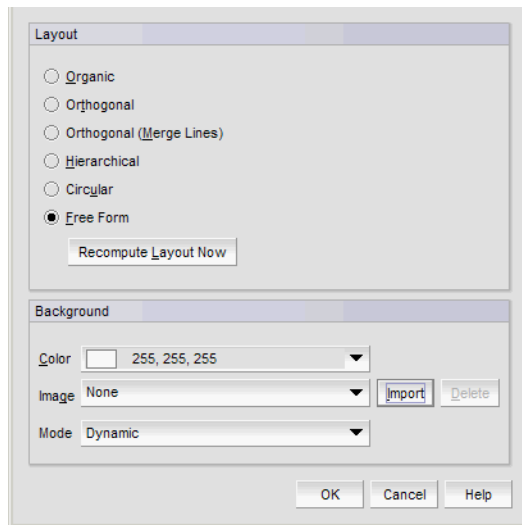 Layout
Organic
Orthogonal
Orthogonal (Merge Lines)
Hierarchical
Circular
Free Form
Recompute Layout Now
Background
Color 255, 255, 255
Image None Import Delete
Mode Dynamic
OK Cancel Help